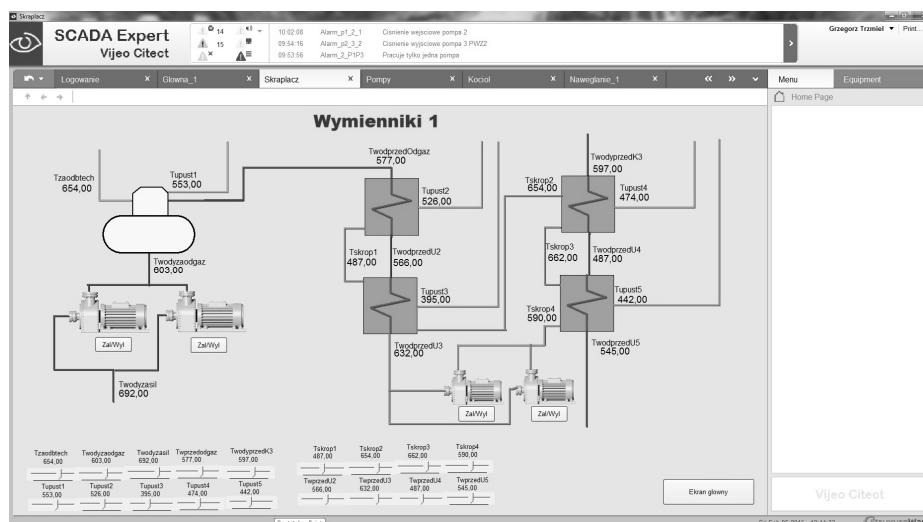 Skraplacz
SCADA Expert
Vijeo Citect
14
15
10:02:08 Alarm_p1_2_1 Cisnienie wejsciowe pompa 2
09:54:16 Alarm_p2_3_2 Cisnienie wyjsciowe pompa 3 PWZ2
09:53:56 Alarm_2_P1P3 Pracuje tylko jedna pompa
Grzegorz Trzmiel Print...
Logowanie Glowna_1 Skraplacz Pompy Kociol Naweglanie_1
Menu Equipment
Home Page
Wymienniki 1
Tzaodbtech
654,00
Tupust1
553,00
TwodprzedOdgaz
577,00
Tupust2
526,00
Tskrop2
654,00
TwodyprzedK3
597,00
Tupust4
474,00
Twodyzaodgaz
603,00
Tskrop1
487,00
TwodprzedU2
566,00
Tskrop3
662,00
TwodprzedU4
487,00
Tupust3
395,00
Tupust5
442,00
Tskrop4
590,00
Zal/Wyl
Zal/Wyl
TwodprzedU3
632,00
TwodprzedU5
545,00
Twodyzasil
692,00
Zal/Wyl
Zal/Wyl
Tzaodbtech Twodyzaodgaz Twodyzasil Twprzedodgaz TwodyprzedK3
654,00 603,00 692,00 577,00 597,00
Tupust1 Tupust2 Tupust3 Tupust4 Tupust5
553,00 526,00 395,00 474,00 442,00
Tskrop1 Tskrop2 Tskrop3 Tskrop4
487,00 654,00 662,00 590,00
TwprzedU2 TwprzedU3 TwprzedU4 TwprzedU5
566,00 632,00 487,00 545,00
Ekran glowny
Vijeo Citect